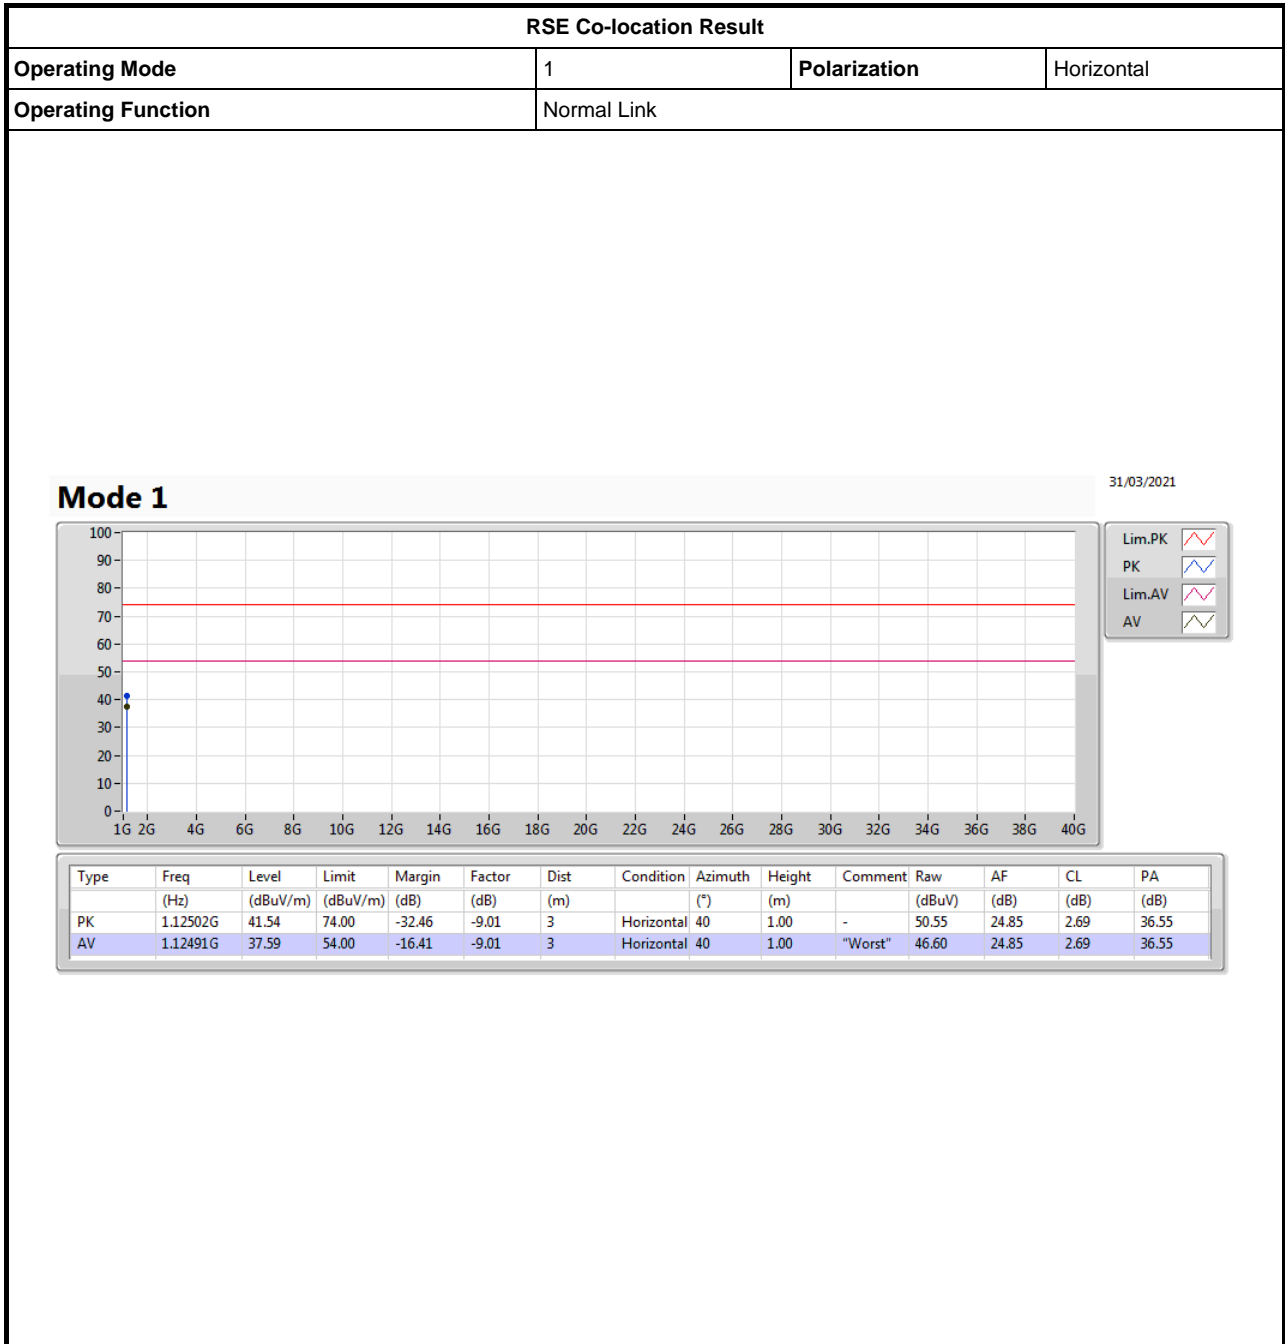 RSE Co-location Result
Operating Mode 1 Polarization Horizontal
Operating Function Normal Link
31/03/2021
Mode 1
100
90
80
70
60
50
40
30
20
10
0
1G 2G 4G 6G 8G 10G 12G 14G 16G 18G 20G 22G 24G 26G 28G 30G 32G 34G 36G 38G 40G
Lim.PK
PK
Lim.AV
AV
Type Freq Level Limit Margin Factor Dist Condition Azimuth Height Comment Raw AF CL PA
(Hz) (dBuV/m) (dBuV/m) (dB) (dB) (m) (°) (m) (dBuV) (dB) (dB) (dB)
PK 1.12502G 41.54 74.00 -32.46 -9.01 3 Horizontal 40 1.00 - 50.55 24.85 2.69 36.55
AV 1.12491G 37.59 54.00 -16.41 -9.01 3 Horizontal 40 1.00 "Worst" 46.60 24.85 2.69 36.55